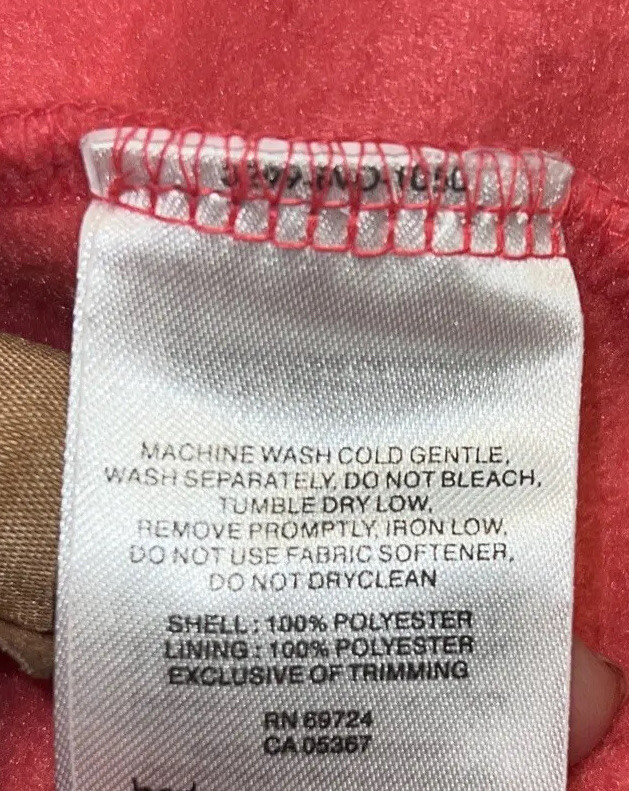 MACHINE WASH COLD GENTLE,
WASH SEPARATELY, DO NOT BLEACH,
TUMBLE DRY LOW,
REMOVE PROMPTLY, IRON LOW,
DO NOT USE FABRIC SOFTENER,
DO NOT DRYCLEAN
SHELL : 100% POLYESTER
LINING : 100% POLYESTER
EXCLUSIVE OF TRIMMING
RN 69724
CA 05367